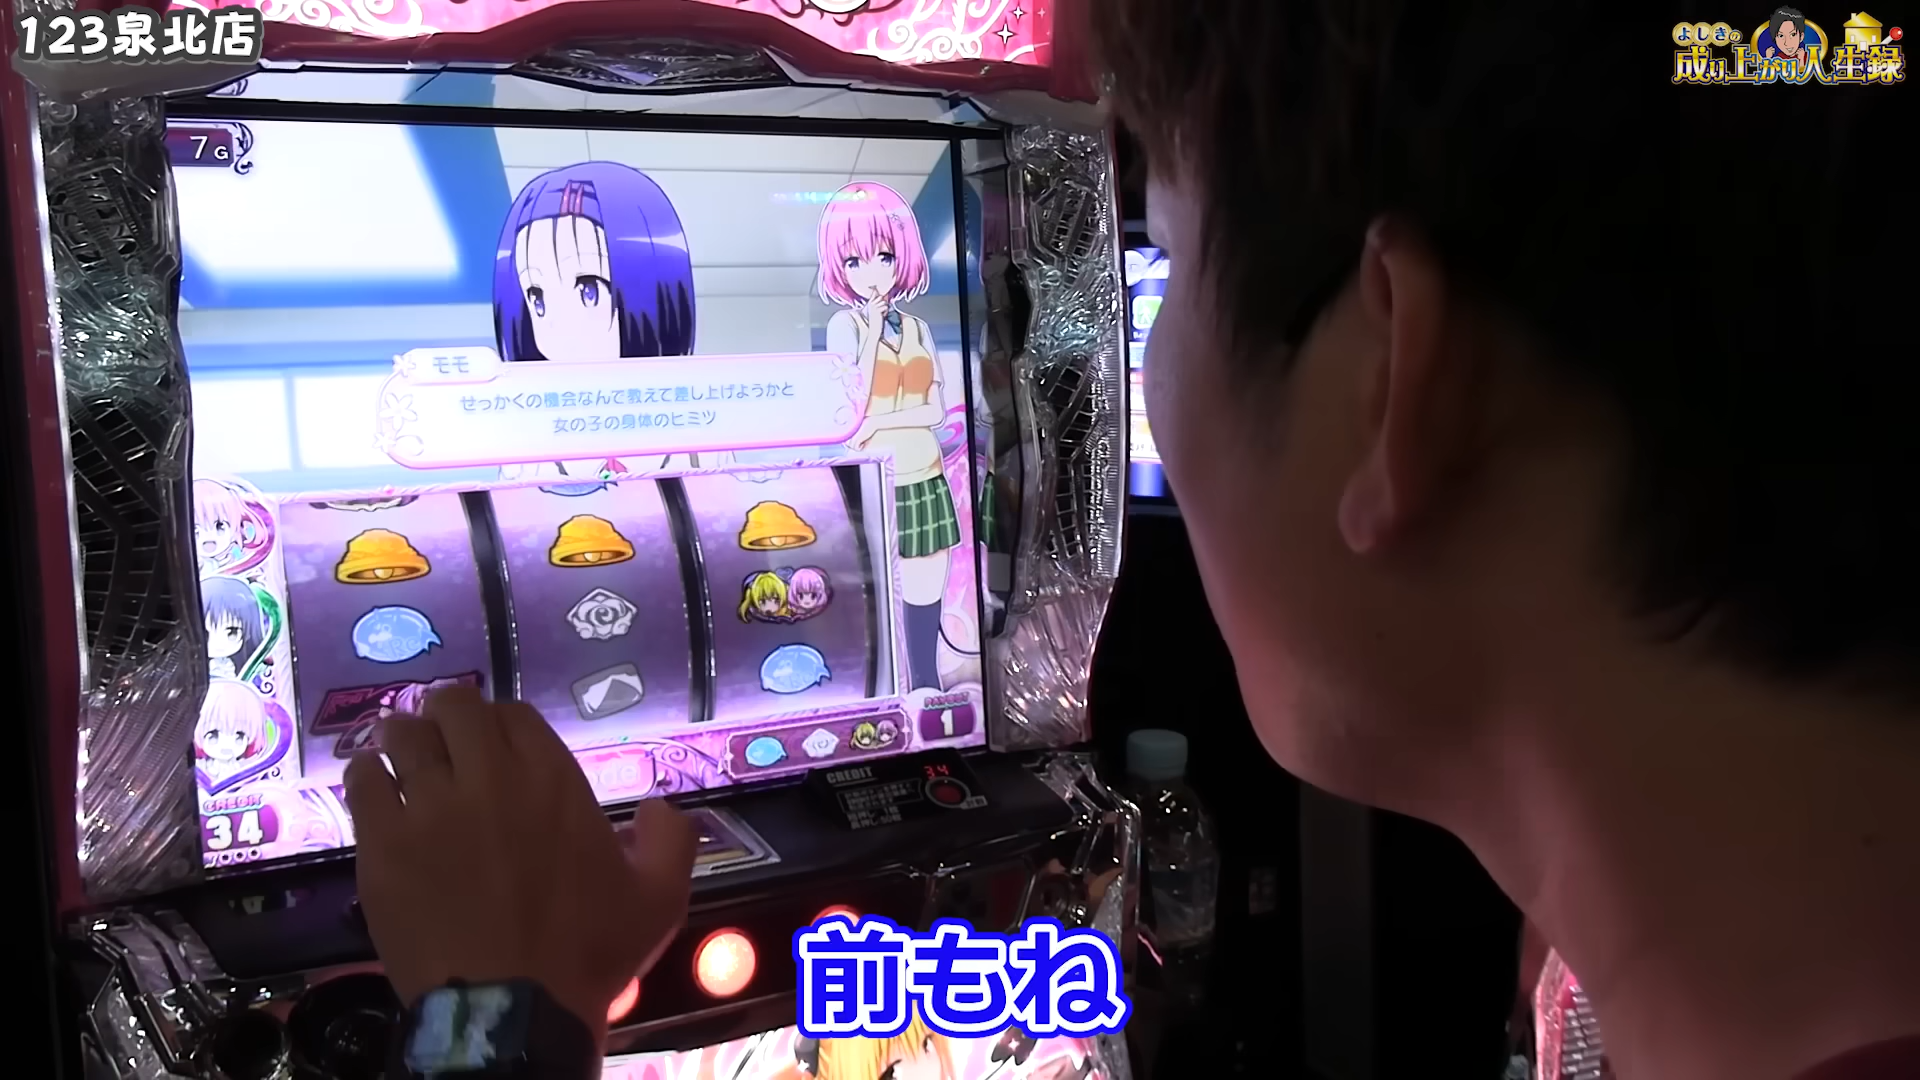 123泉北店
よしきの
成り上がり人生録
7G
モモ
せっかくの機会なんで教えて差し上げようかと
女の子の身体のヒミツ
PAYOUT
1
CREDIT
34
CREDIT
34
前もね